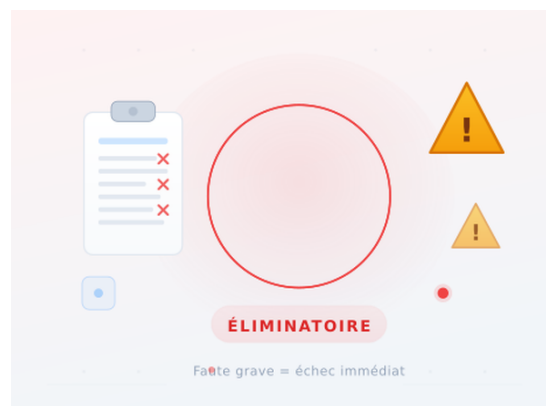 !
!
ÉLIMINATOIRE
Faute grave = échec immédiat